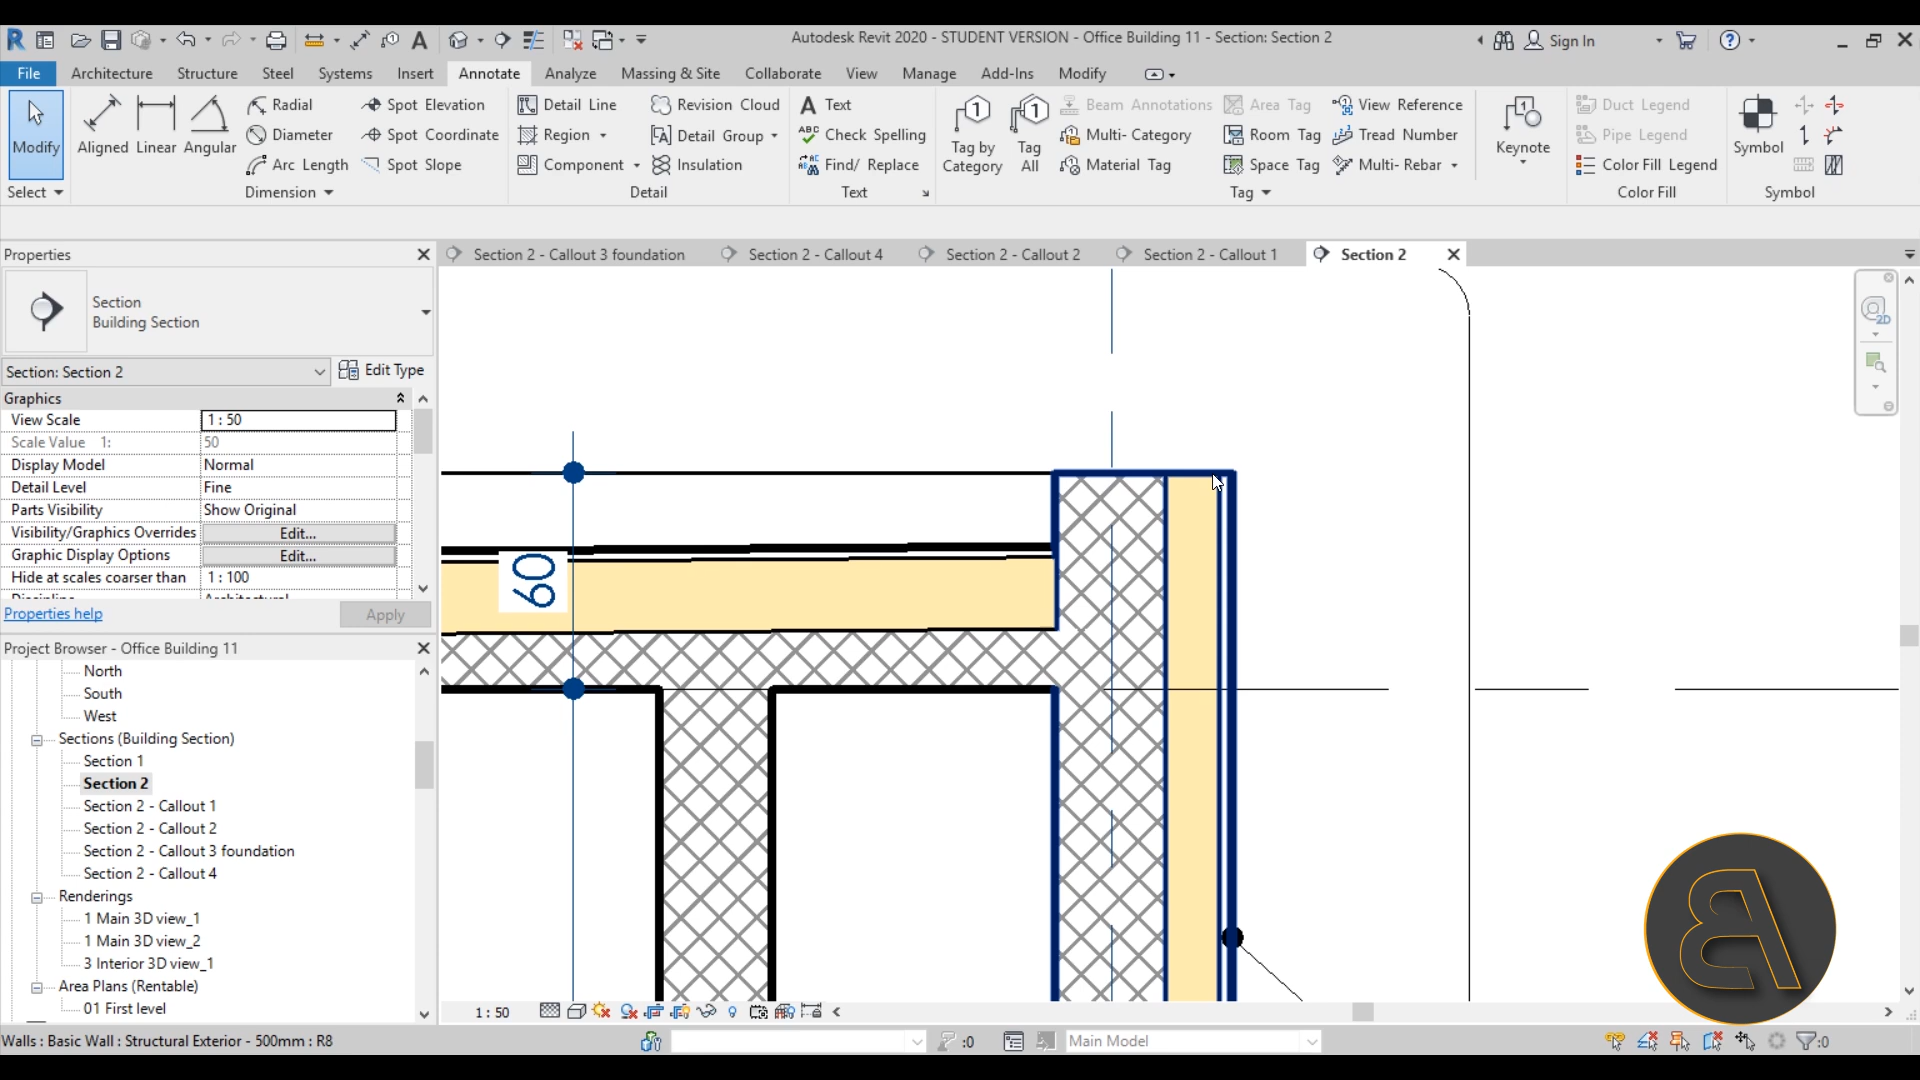 Autodesk Revit 2020 - STUDENT VERSION - Office Building 11 - Section: Section 2
Sign In
File Architecture Structure Steel Systems Insert Annotate Analyze Massing & Site Collaborate View Manage Add-Ins Modify
Modify
Aligned Linear Angular
Radial
Diameter
Arc Length
Spot Elevation
Spot Coordinate
Spot Slope
Detail Line
Region
Component
Revision Cloud
Detail Group
Insulation
Text
Check Spelling
Find/ Replace
Tag by Category
Tag All
Beam Annotations
Multi- Category
Material Tag
Area Tag
Room Tag
Space Tag
View Reference
Tread Number
Multi- Rebar
Keynote
Duct Legend
Pipe Legend
Color Fill Legend
Symbol
Select Dimension Detail Text Tag Color Fill Symbol
Properties
Section 2 - Callout 3 foundation Section 2 - Callout 4 Section 2 - Callout 2 Section 2 - Callout 1 Section 2
Section
Building Section
Section: Section 2 Edit Type
Graphics
View Scale 1 : 50
Scale Value 1: 50
Display Model Normal
Detail Level Fine
Parts Visibility Show Original
Visibility/Graphics Overrides Edit...
Graphic Display Options Edit...
Hide at scales coarser than 1 : 100
Properties help Apply
Project Browser - Office Building 11
North
South
West
Sections (Building Section)
Section 1
Section 2
Section 2 - Callout 1
Section 2 - Callout 2
Section 2 - Callout 3 foundation
Section 2 - Callout 4
Renderings
1 Main 3D view_1
1 Main 3D view_2
3 Interior 3D view_1
Area Plans (Rentable)
01 First level
60
2D
1 : 50
Walls : Basic Wall : Structural Exterior - 500mm : R8
:0
Main Model
:0